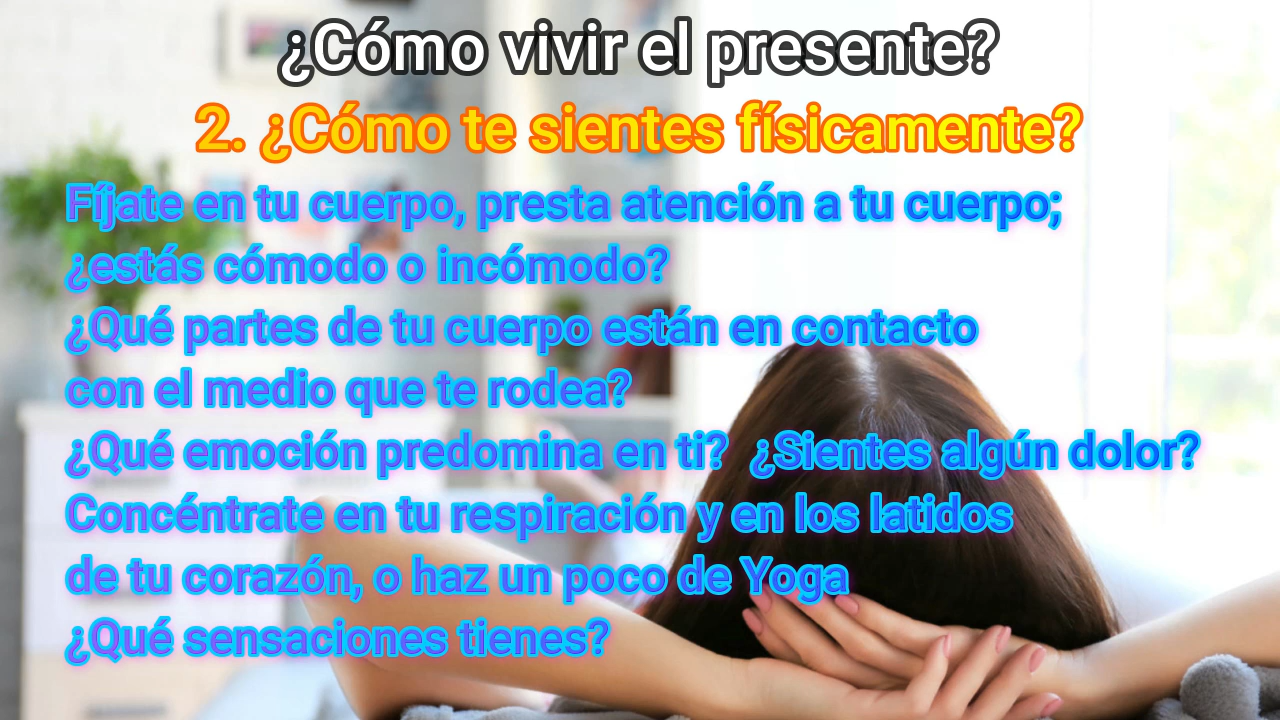 ¿Cómo vivir el presente?
2. ¿Cómo te sientes físicamente?
Fíjate en tu cuerpo, presta atención a tu cuerpo;
¿estás cómodo o incómodo?
¿Qué partes de tu cuerpo están en contacto
con el medio que te rodea?
¿Qué emoción predomina en ti?  ¿Sientes algún dolor?
Concéntrate en tu respiración y en los latidos
de tu corazón, o haz un poco de Yoga
¿Qué sensaciones tienes?